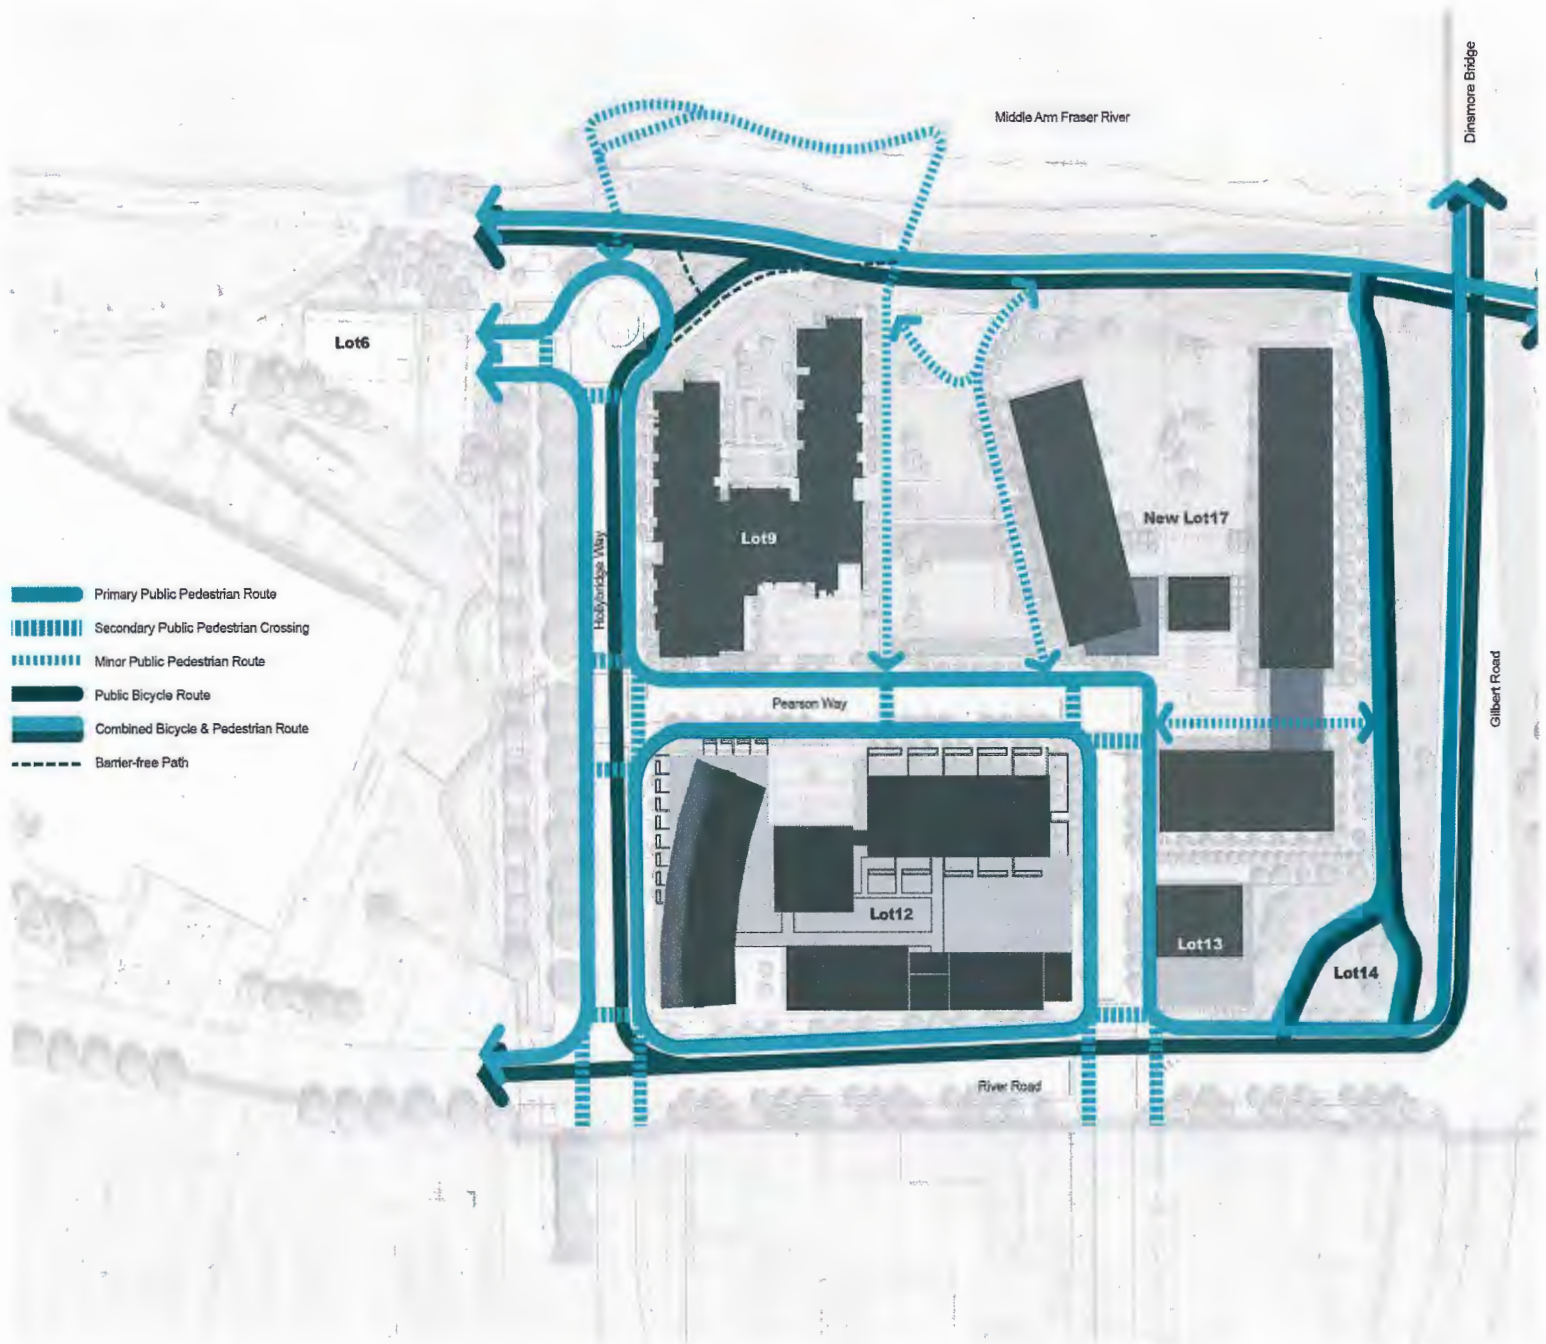 Dinsmore Bridge
Middle Arm Fraser River
Lot6
New Lot17
Lot9
Hollybridge Way
Primary Public Pedestrian Route
Secondary Public Pedestrian Crossing
Minor Public Pedestrian Route
Public Bicycle Route
Combined Bicycle & Pedestrian Route
Barrier-free Path
Gilbert Road
Pearson Way
Lot12
Lot13
Lot14
River Road